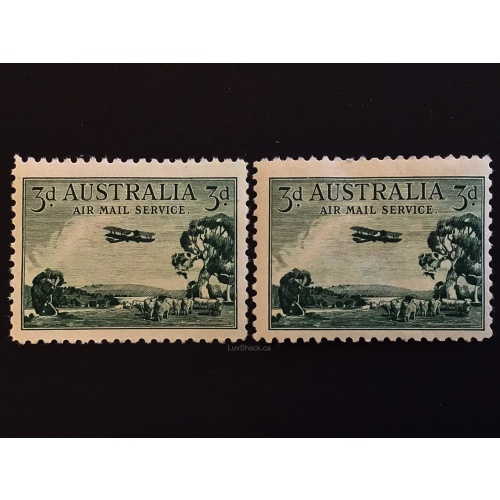 3d AUSTRALIA 3d
AIR MAIL SERVICE.
3d AUSTRALIA 3d
AIR MAIL SERVICE.
LuvShack.ca